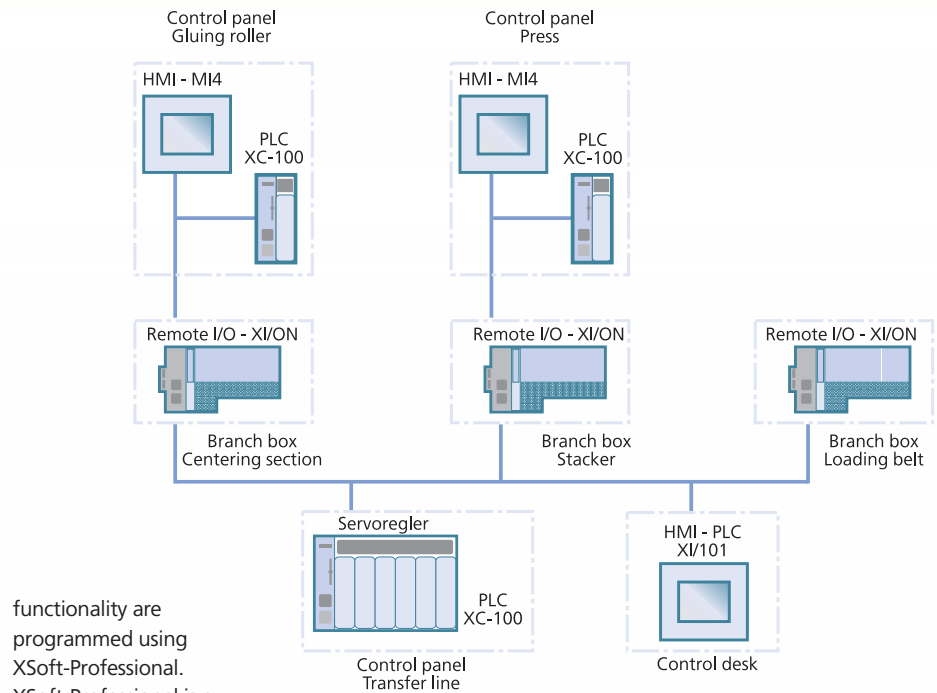 Control panel
Gluing roller
HMI - MI4
PLC
XC-100
Control panel
Press
HMI - MI4
PLC
XC-100
Remote I/O - XI/ON
Branch box
Centering section
Remote I/O - XI/ON
Branch box
Stacker
Remote I/O - XI/ON
Branch box
Loading belt
Servoregler
PLC
XC-100
Control panel
Transfer line
HMI - PLC
XI/101
Control desk
functionality are
programmed using
XSoft-Professional.